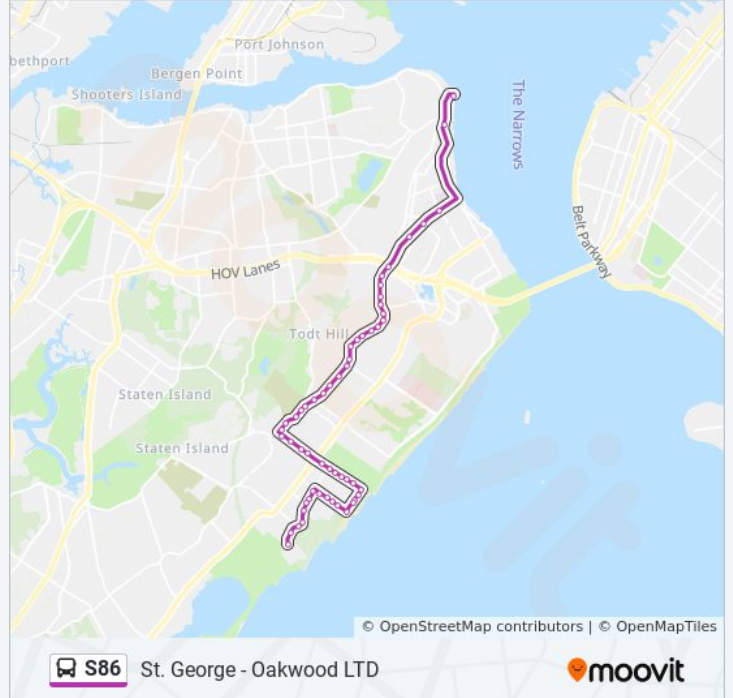 Port Johnson
bethport
Bergen Point
Shooters Island
The Narrows
Belt Parkway
HOV Lanes
Todt Hill
Staten Island
Staten Island
© OpenStreetMap contributors | © OpenMapTiles
S86 St. George - Oakwood LTD
moovit